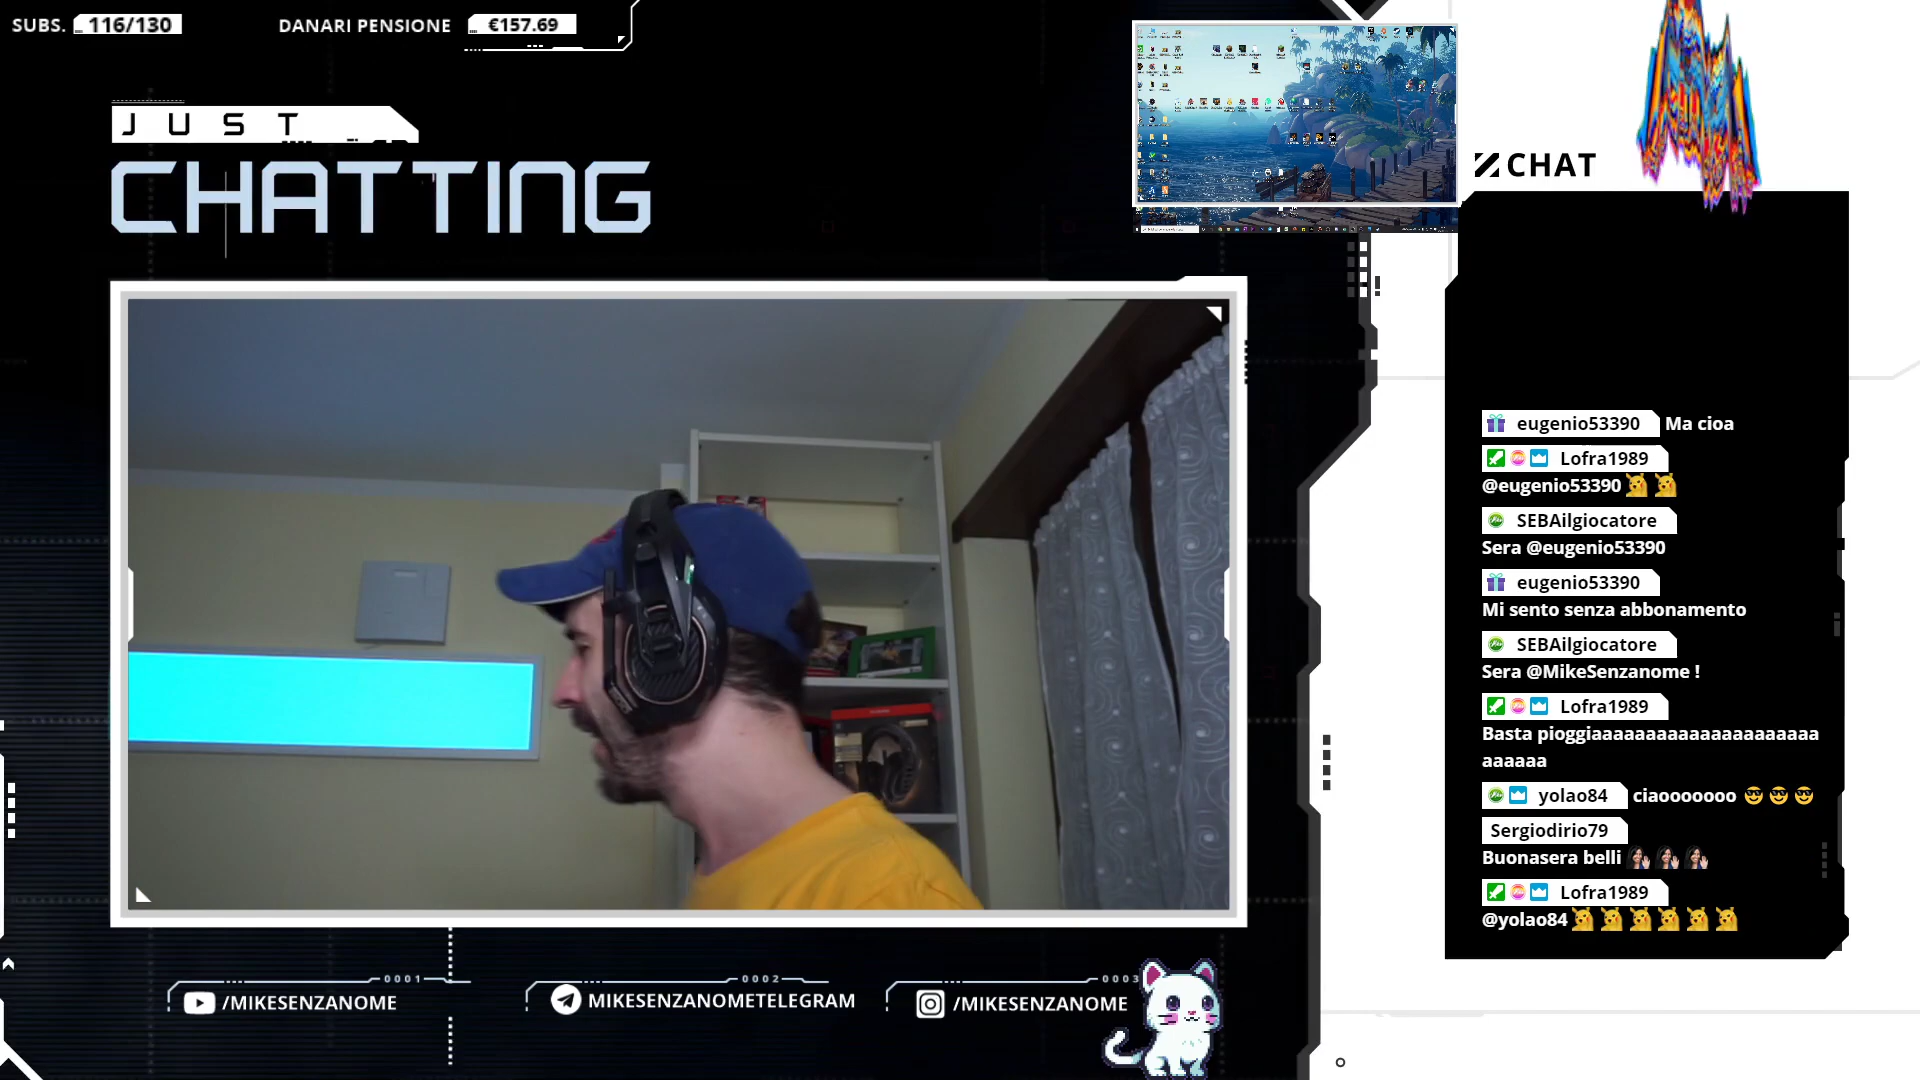 SUBS. 116/130
DANARI PENSIONE €157.69
JUST
CHATTING
CHAT
eugenio53390 Ma cioa
Lofra1989
@eugenio53390
SEBAilgiocatore
Sera @eugenio53390
eugenio53390
Mi sento senza abbonamento
SEBAilgiocatore
Sera @MikeSenzanome !
Lofra1989
Basta pioggiaaaaaaaaaaaaaaaaaaaaa
aaaaaa
yolao84 ciaooooooo
Sergiodirio79
Buonasera belli
Lofra1989
@yolao84
0001
/MIKESENZANOME
0002
MIKESENZANOMETELEGRAM
0003
/MIKESENZANOME